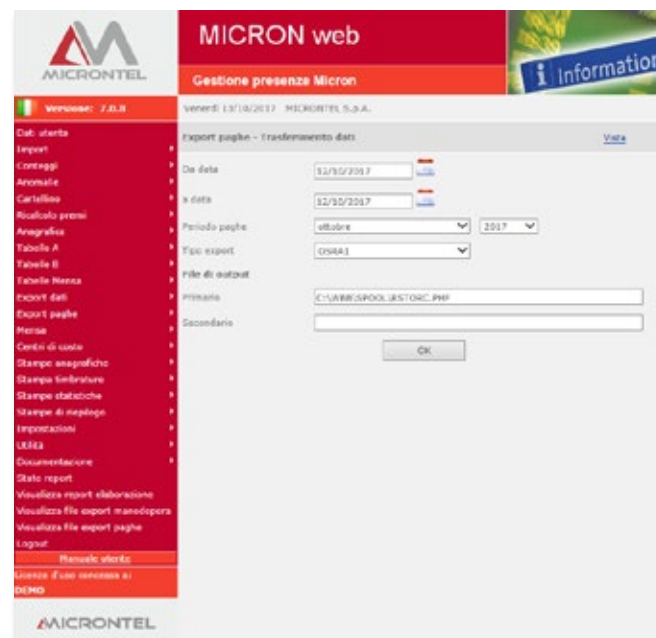 MICRONTEL
MICRON web
Gestione presenze Micron
Information
Versione: 7.0.8
venerdì 13/10/2017 MICRONTEL S.p.A.
Dati utente
Import
Conteggi
Anomalie
Cartellino
Ricalcolo premi
Anagrafica
Tabelle A
Tabelle B
Tabelle Mensa
Export dati
Export paghe
Mensa
Centri di costo
Stampe anagrafiche
Stampa timbrature
Stampe statistiche
Stampe di riepilogo
Impostazioni
Utilità
Documentazione
Stato report
Visualizza report elaborazione
Visualizza file export manodopera
Visualizza file export paghe
Logout
Manuale utente
Licenza d'uso concessa a:
DEMO
MICRONTEL
Export paghe - Trasferimento dati
Vista
Da data
12/10/2017
a data
12/10/2017
Periodo paghe
ottobre
2017
Tipo export
OSRA1
File di output
Primario
Secondario
OK